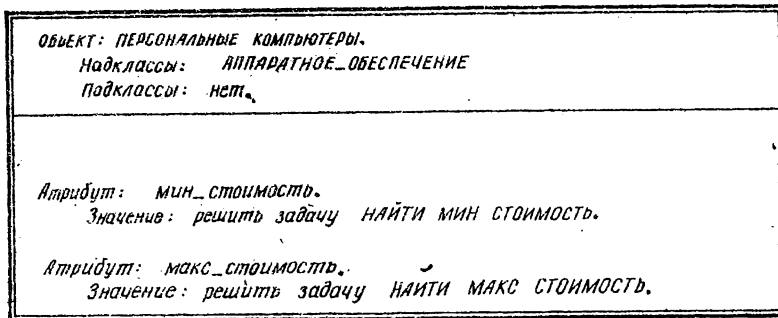 ОБЪЕКТ: ПЕРСОНАЛЬНЫЕ КОМПЬЮТЕРЫ.
Надклассы: АППАРАТНОЕ_ОБЕСПЕЧЕНИЕ
Подклассы: нет.
Атрибут: мин_стоимость.
Значение: решить задачу НАЙТИ МИН СТОИМОСТЬ.
Атрибут: макс_стоимость.
Значение: решить задачу НАЙТИ МАКС СТОИМОСТЬ.